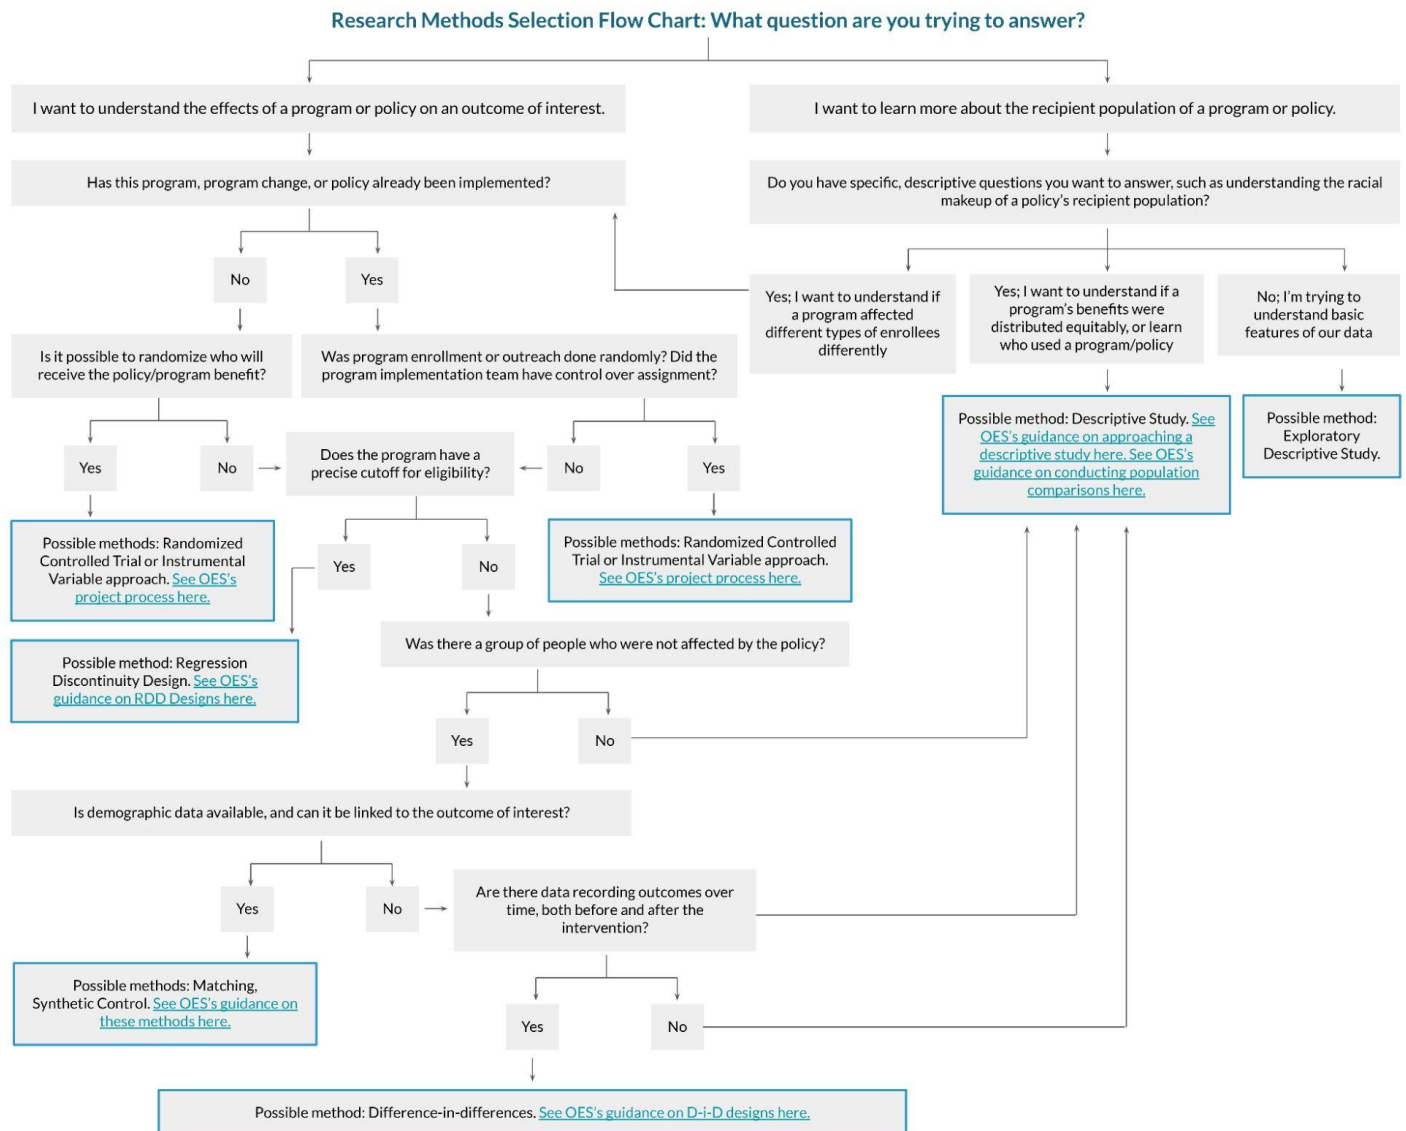 Research Methods Selection Flow Chart: What question are you trying to answer?
I want to understand the effects of a program or policy on an outcome of interest.
I want to learn more about the recipient population of a program or policy.
Has this program, program change, or policy already been implemented?
Do you have specific, descriptive questions you want to answer, such as understanding the racial
makeup of a policy’s recipient population?
No
Yes
Yes; I want to understand if
a program affected
different types of enrollees
differently
Yes; I want to understand if a
program’s benefits were
distributed equitably, or learn
who used a program/policy
No; I’m trying to
understand basic
features of our data
Is it possible to randomize who will
receive the policy/program benefit?
Was program enrollment or outreach done randomly? Did the
program implementation team have control over assignment?
Possible method: Descriptive Study. See
OES’s guidance on approaching a
descriptive study here. See OES’s
guidance on conducting population
comparisons here.
Possible method:
Exploratory
Descriptive Study.
Yes
No
Does the program have a
precise cutoff for eligibility?
No
Yes
Possible methods: Randomized
Controlled Trial or Instrumental
Variable approach. See OES’s
project process here.
Yes
No
Possible methods: Randomized Controlled
Trial or Instrumental Variable approach.
See OES’s project process here.
Possible method: Regression
Discontinuity Design. See OES’s
guidance on RDD Designs here.
Was there a group of people who were not affected by the policy?
Yes
No
Is demographic data available, and can it be linked to the outcome of interest?
Yes
No
Are there data recording outcomes over
time, both before and after the
intervention?
Possible methods: Matching,
Synthetic Control. See OES’s guidance on
these methods here.
Yes
No
Possible method: Difference-in-differences. See OES’s guidance on D-i-D designs here.